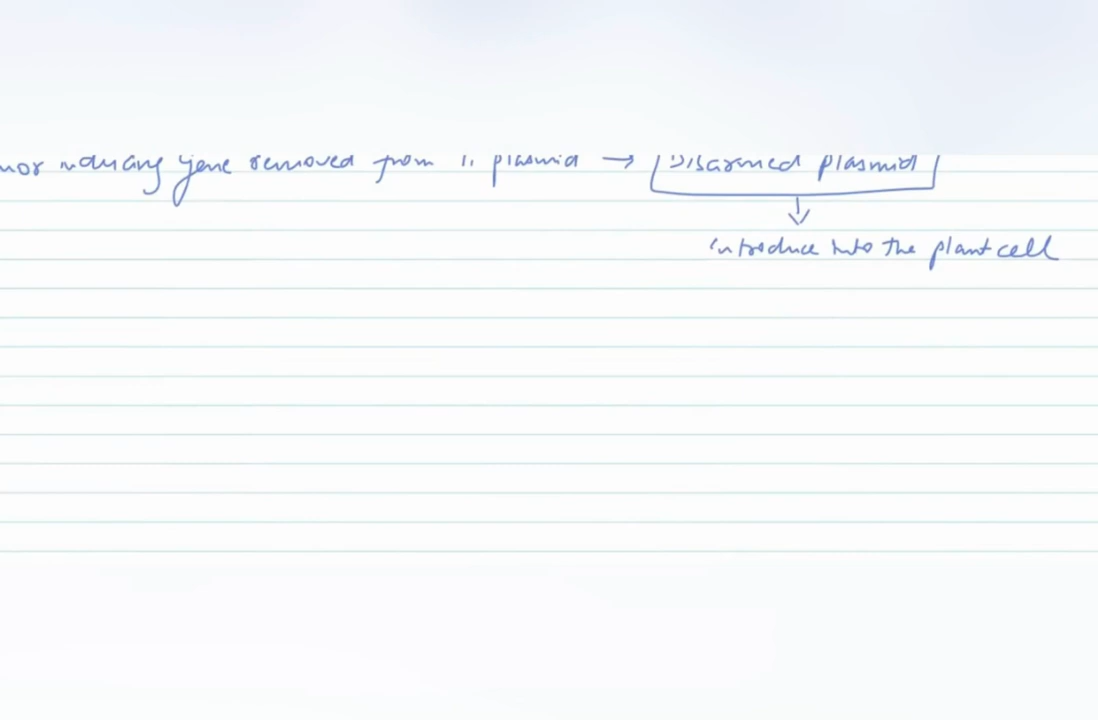 mor inducing gene removed from Ti plasmid → Disarmed plasmid
↓
introduce into the plant cell